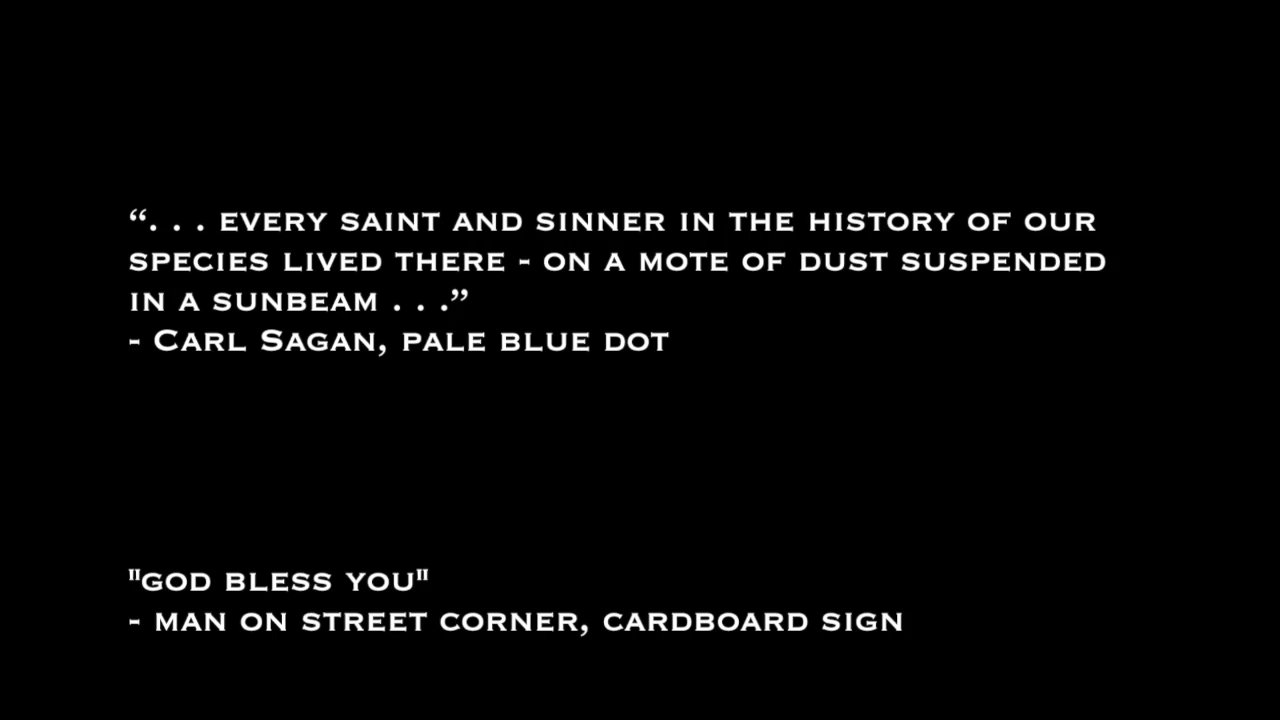 “. . . EVERY SAINT AND SINNER IN THE HISTORY OF OUR
SPECIES LIVED THERE - ON A MOTE OF DUST SUSPENDED
IN A SUNBEAM . . .”
- CARL SAGAN, PALE BLUE DOT
"GOD BLESS YOU"
- MAN ON STREET CORNER, CARDBOARD SIGN